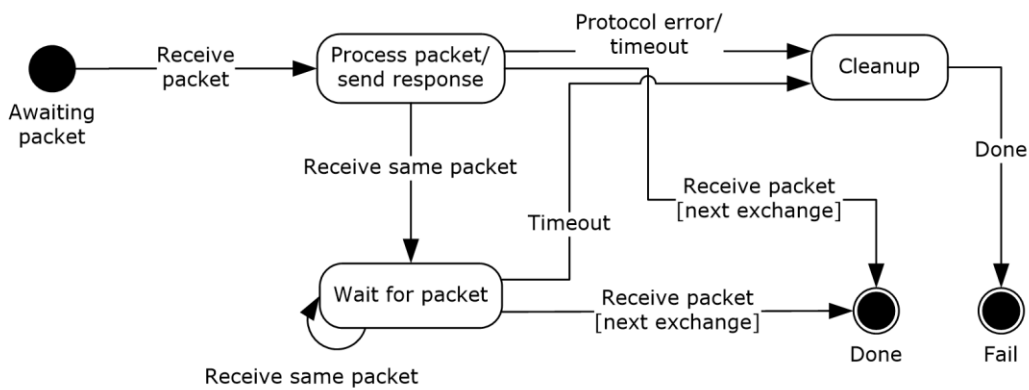 Protocol error/
timeout
Receive
packet
Process packet/
send response
Cleanup
Awaiting
packet
Done
Receive same packet
Receive packet
[next exchange]
Timeout
Wait for packet
Receive packet
[next exchange]
Done
Fail
Receive same packet